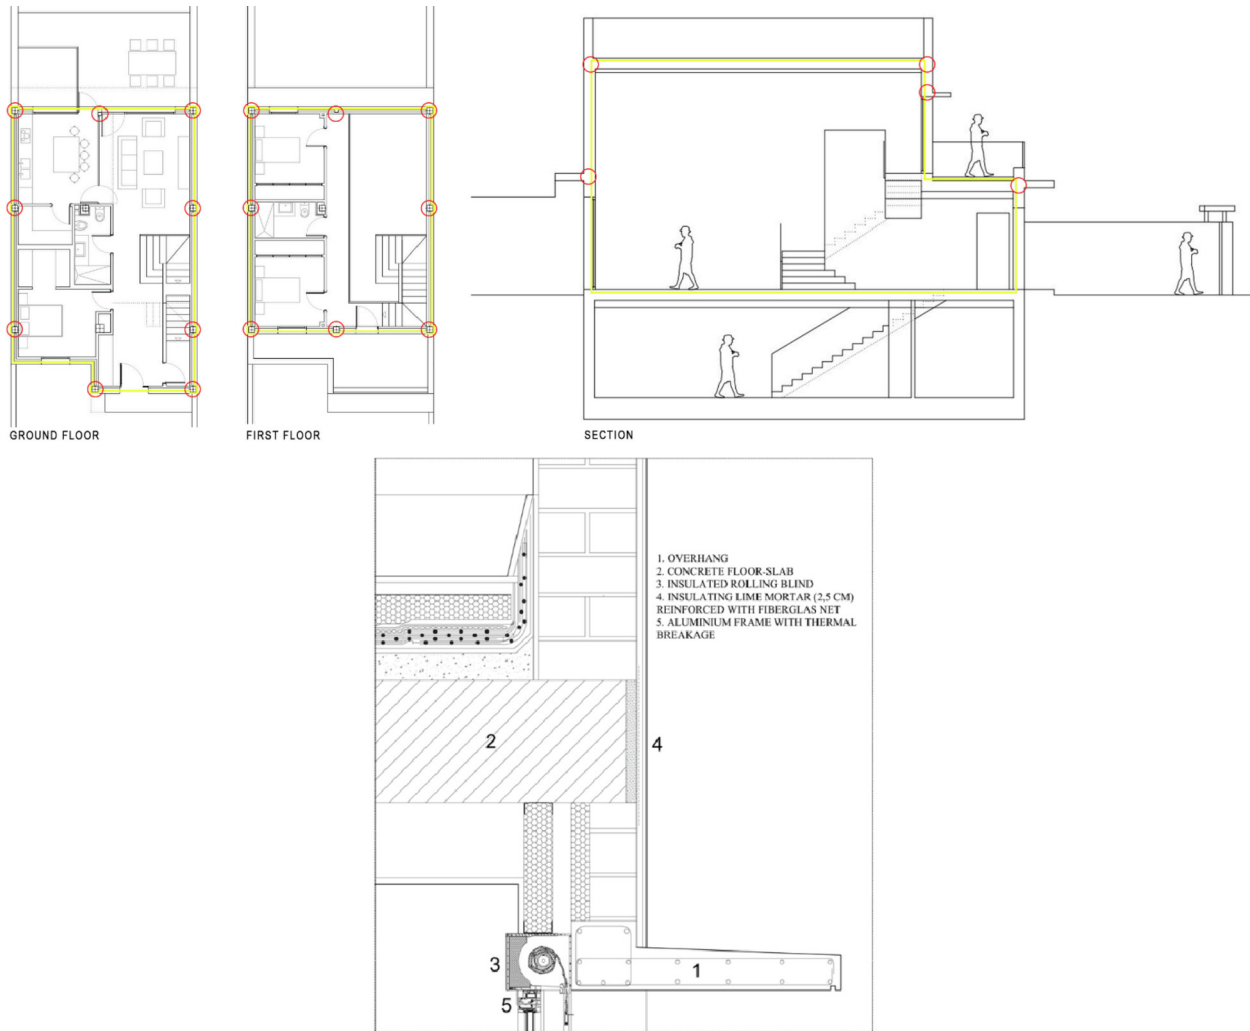 GROUND FLOOR
FIRST FLOOR
SECTION
1. OVERHANG
2. CONCRETE FLOOR-SLAB
3. INSULATED ROLLING BLIND
4. INSULATING LIME MORTAR (2,5 CM)
REINFORCED WITH FIBERGLAS NET
5. ALUMINIUM FRAME WITH THERMAL
BREAKAGE
2
4
3
1
5